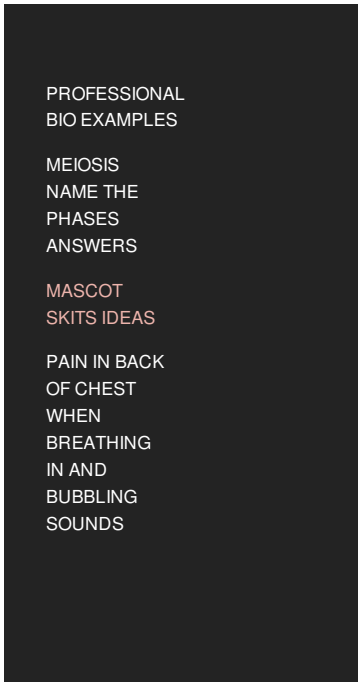 PROFESSIONAL
BIO EXAMPLES
MEIOSIS
NAME THE
PHASES
ANSWERS
MASCOT
SKITS IDEAS
PAIN IN BACK
OF CHEST
WHEN
BREATHING
IN AND
BUBBLING
SOUNDS